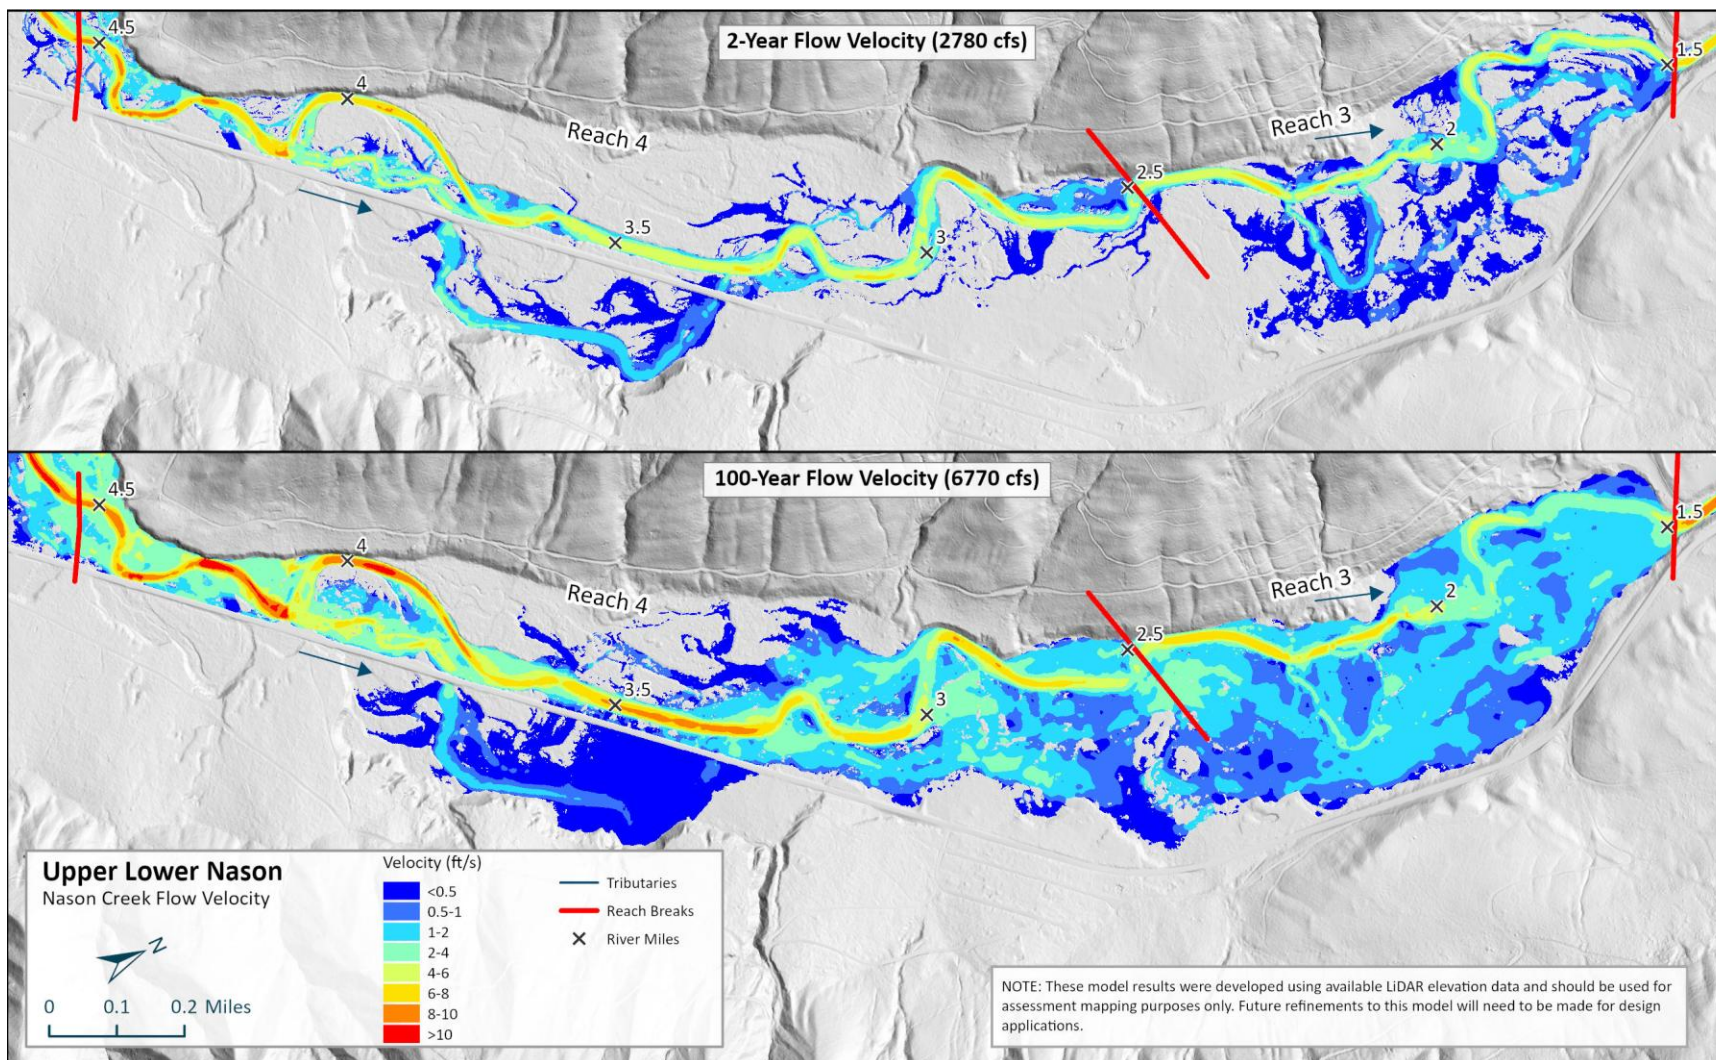 2-Year Flow Velocity (2780 cfs)
4.5
4
Reach 4
3.5
3
2.5
Reach 3
2
1.5
100-Year Flow Velocity (6770 cfs)
4.5
4
Reach 4
3.5
3
2.5
Reach 3
2
1.5
Upper Lower Nason
Nason Creek Flow Velocity
N
0 0.1 0.2 Miles
Velocity (ft/s)
<0.5
0.5-1
1-2
2-4
4-6
6-8
8-10
>10
Tributaries
Reach Breaks
River Miles
NOTE: These model results were developed using available LiDAR elevation data and should be used for
assessment mapping purposes only. Future refinements to this model will need to be made for design
applications.